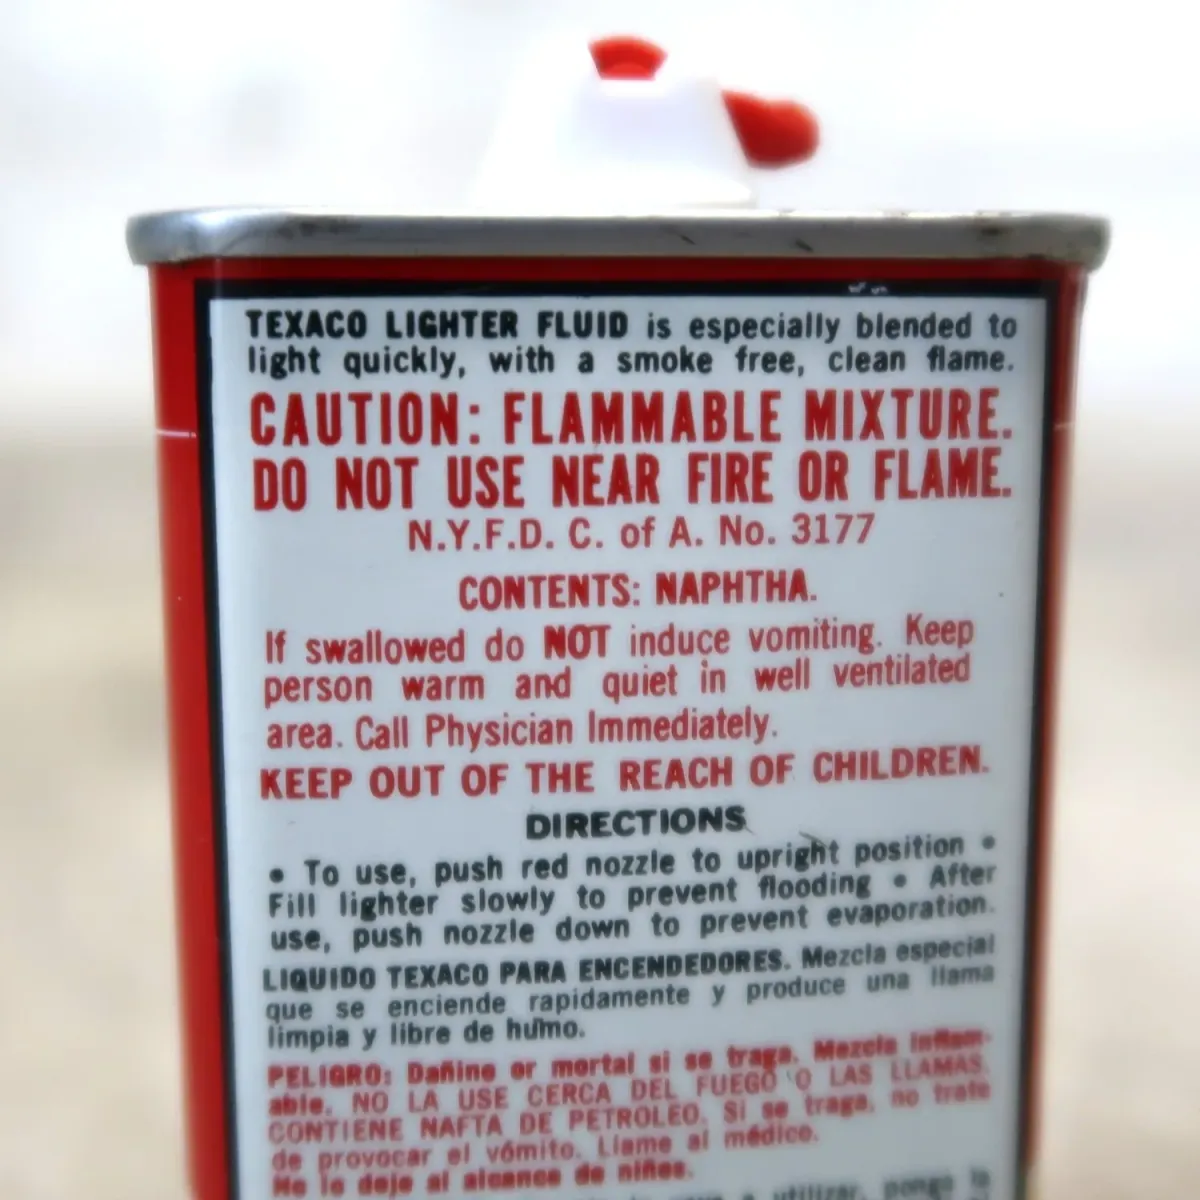 TEXACO LIGHTER FLUID is especially blended to
light quickly, with a smoke free, clean flame.
CAUTION: FLAMMABLE MIXTURE.
DO NOT USE NEAR FIRE OR FLAME.
N.Y.F.D. C. of A. No. 3177
CONTENTS: NAPHTHA.
If swallowed do NOT induce vomiting. Keep
person warm and quiet in well ventilated
area. Call Physician Immediately.
KEEP OUT OF THE REACH OF CHILDREN.
DIRECTIONS
• To use, push red nozzle to upright position •
Fill lighter slowly to prevent flooding • After
use, push nozzle down to prevent evaporation.
LIQUIDO TEXACO PARA ENCENDEDORES. Mezcla especial
que se enciende rapidamente y produce una llama
limpia y libre de humo.
PELIGRO: Dañino or mortal si se traga. Mezcla inflam-
able. NO LA USE CERCA DEL FUEGO O LAS LLAMAS.
CONTIENE NAFTA DE PETROLEO. Si se traga, no trate
de provocar el vómito. Llame al médico.
No lo deje al alcance de niños.
a utilizar, ponga la